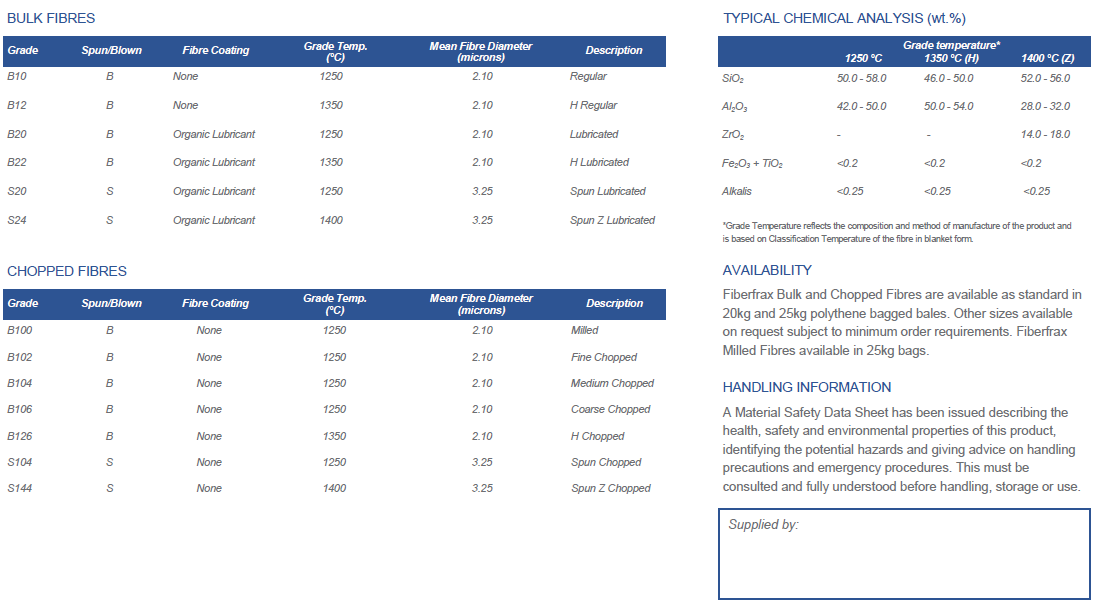 BULK FIBRES
Grade Spun/Blown Fibre Coating Grade Temp. (ºC) Mean Fibre Diameter (microns) Description
B10 B None 1250 2.10 Regular
B12 B None 1350 2.10 H Regular
B20 B Organic Lubricant 1250 2.10 Lubricated
B22 B Organic Lubricant 1350 2.10 H Lubricated
S20 S Organic Lubricant 1250 3.25 Spun Lubricated
S24 S Organic Lubricant 1400 3.25 Spun Z Lubricated
CHOPPED FIBRES
Grade Spun/Blown Fibre Coating Grade Temp. (ºC) Mean Fibre Diameter (microns) Description
B100 B None 1250 2.10 Milled
B102 B None 1250 2.10 Fine Chopped
B104 B None 1250 2.10 Medium Chopped
B106 B None 1250 2.10 Coarse Chopped
B126 B None 1350 2.10 H Chopped
S104 S None 1250 3.25 Spun Chopped
S144 S None 1400 3.25 Spun Z Chopped
TYPICAL CHEMICAL ANALYSIS (wt.%)
Grade temperature*
1250 ºC 1350 ºC (H) 1400 ºC (Z)
SiO₂ 50.0 - 58.0 46.0 - 50.0 52.0 - 56.0
Al₂O₃ 42.0 - 50.0 50.0 - 54.0 28.0 - 32.0
ZrO₂ - - 14.0 - 18.0
Fe₂O₃ + TiO₂ <0.2 <0.2 <0.2
Alkalis <0.25 <0.25 <0.25
*Grade Temperature reflects the composition and method of manufacture of the product and
is based on Classification Temperature of the fibre in blanket form.
AVAILABILITY
Fiberfrax Bulk and Chopped Fibres are available as standard in
20kg and 25kg polythene bagged bales. Other sizes available
on request subject to minimum order requirements. Fiberfrax
Milled Fibres available in 25kg bags.
HANDLING INFORMATION
A Material Safety Data Sheet has been issued describing the
health, safety and environmental properties of this product,
identifying the potential hazards and giving advice on handling
precautions and emergency procedures. This must be
consulted and fully understood before handling, storage or use.
Supplied by: